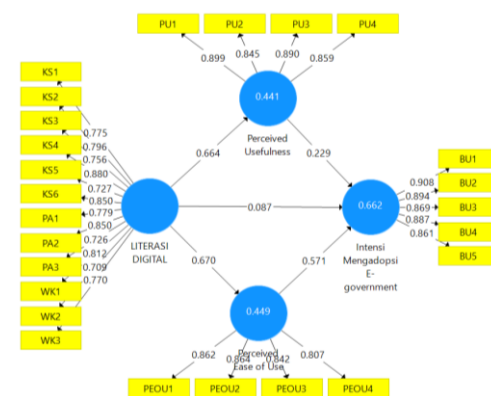 PU1
PU2
PU3
PU4
0.899
0.845
0.890
0.859
0.441
Perceived
Usefulness
KS1
KS2
KS3
KS4
KS5
KS6
PA1
PA2
PA3
WK1
WK2
WK3
0.775
0.796
0.756
0.880
0.727
0.850
0.779
0.850
0.726
0.812
0.709
0.770
LITERASI
DIGITAL
0.664
0.229
0.087
0.670
0.571
0.662
Intensi
Mengadopsi
E-
government
0.908
0.894
0.869
0.887
0.861
BU1
BU2
BU3
BU4
BU5
0.449
Perceived
Ease of Use
0.862
0.864
0.842
0.807
PEOU1
PEOU2
PEOU3
PEOU4